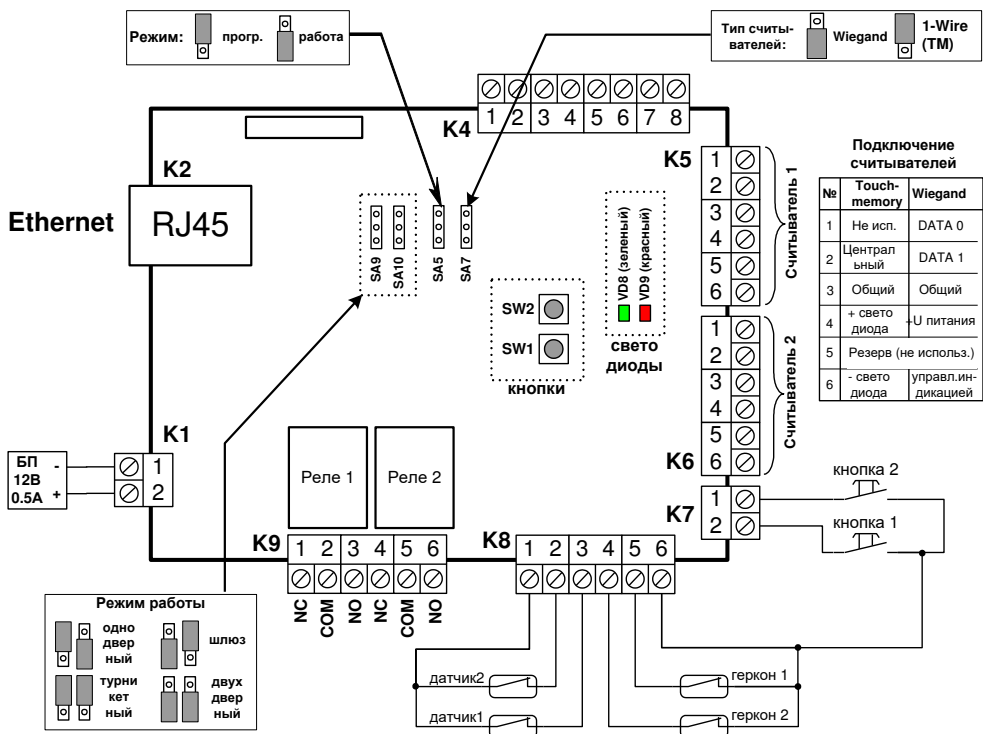 Режим: прогр. работа
Тип считы-
вателей:
Wiegand
1-Wire
(TM)
K4
1 2 3 4 5 6 7 8
K2
RJ45
Ethernet
SA9
SA10
SA5
SA7
SW2
SW1
кнопки
VD8 (зеленый)
VD9 (красный)
свето
диоды
K5
1
2
3
4
5
6
Считыватель 1
1
2
3
4
5
6
K6
Считыватель 2
Подключение
считывателей
№ Touch-
memory Wiegand
1 Не исп. DATA 0
2 Централ
ьный DATA 1
3 Общий Общий
4 + свето
диода +U питания
5 Резерв (не использ.)
6 - свето
диода управл.ин-
дикацией
K1
1
2
БП -
12В
0.5А +
Реле 1 Реле 2
K7
1
2
кнопка 2
кнопка 1
K9
1 2 3 4 5 6
NC COM NO NC COM NO
K8
1 2 3 4 5 6
датчик2
датчик1
геркон 1
геркон 2
Режим работы
одно
двер
ный
шлюз
турни
кет
ный
двух
двер
ный